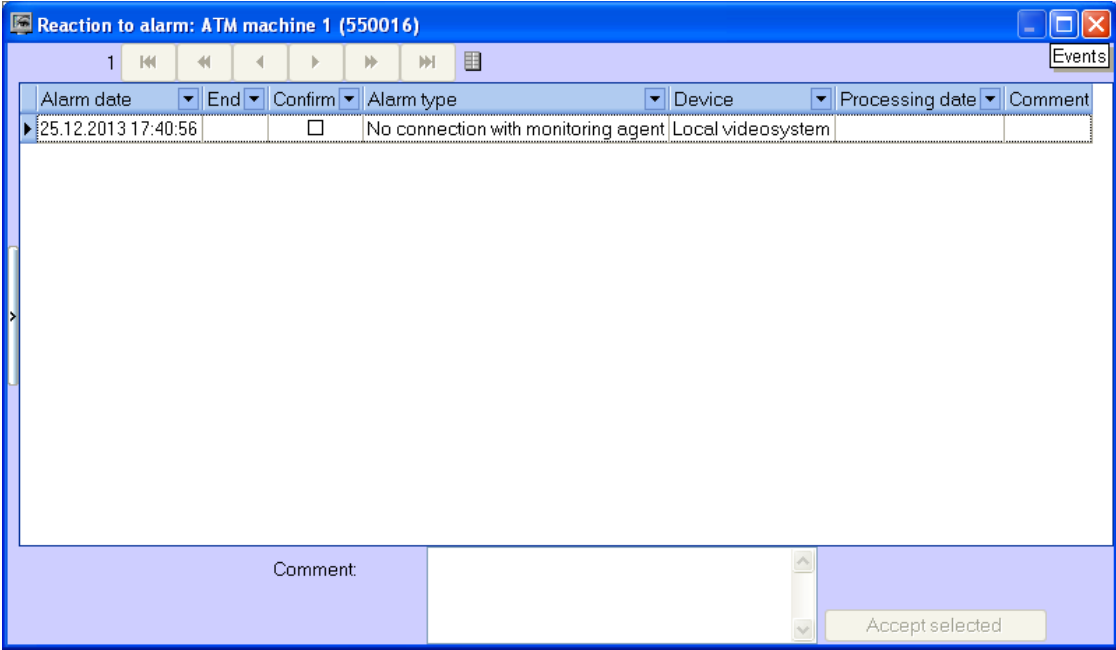 Reaction to alarm: ATM machine 1 (550016)
Events
1
Alarm date End Confirm Alarm type Device Processing date Comment
25.12.2013 17:40:56 No connection with monitoring agent Local videosystem
Comment:
Accept selected